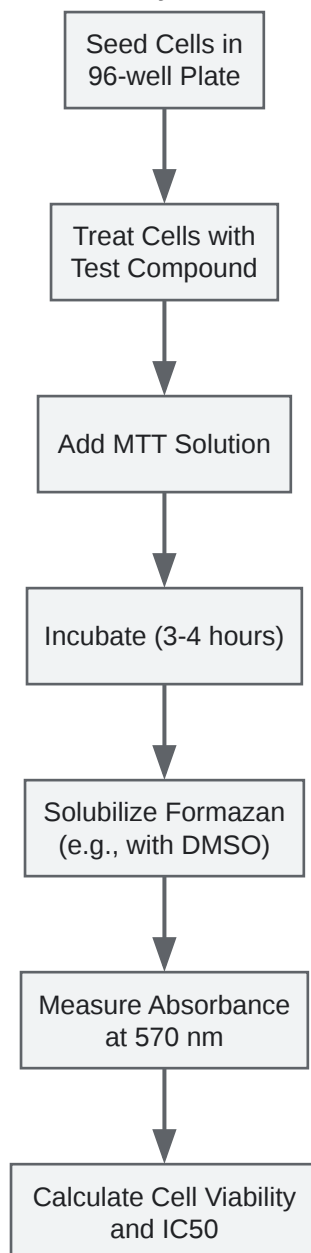 Seed Cells in
96-well Plate
Treat Cells with
Test Compound
Add MTT Solution
Incubate (3-4 hours)
Solubilize Formazan
(e.g., with DMSO)
Measure Absorbance
at 570 nm
Calculate Cell Viability
and IC50